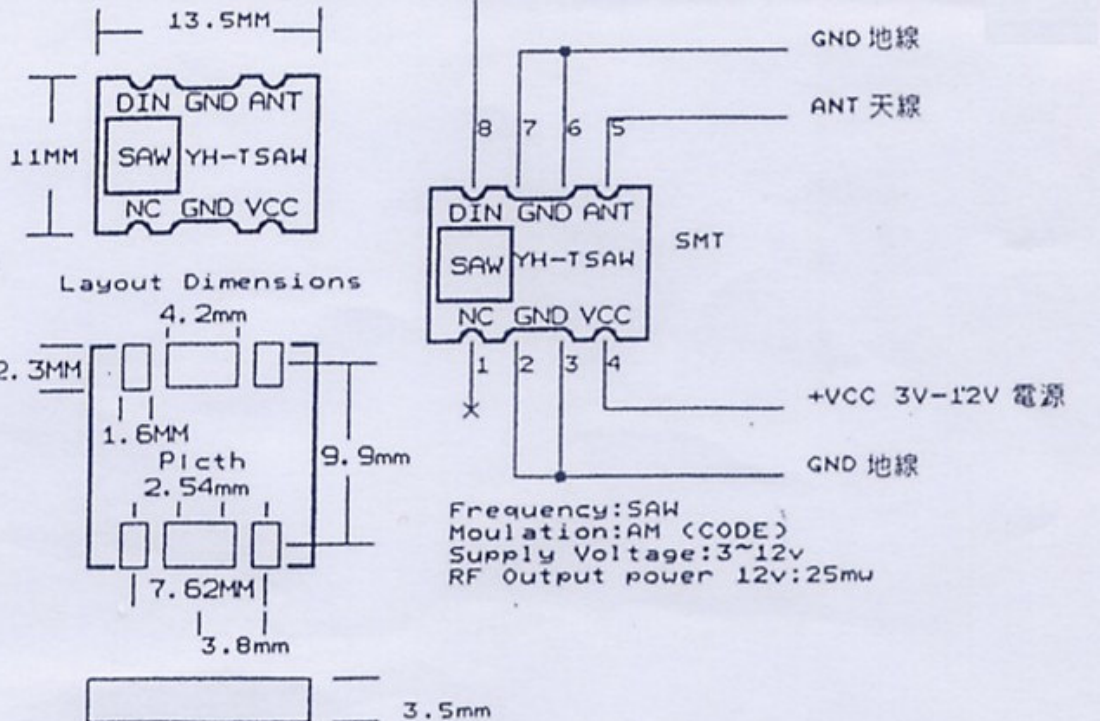 13.5MM
DIN GND ANT
11MM
SAW YH-TSAW
NC GND VCC
Layout Dimensions
4.2mm
2.3MM
1.6MM
Picth
2.54mm
9.9mm
7.62MM
3.8mm
3.5mm
GND 地線
ANT 天線
8 7 6 5
DIN GND ANT
SAW YH-TSAW
SMT
NC GND VCC
1 2 3 4
+VCC 3V-12V 電源
GND 地線
Frequency:SAW
Moulation:AM (CODE)
Supply Voltage:3~12v
RF Output power 12v:25mw